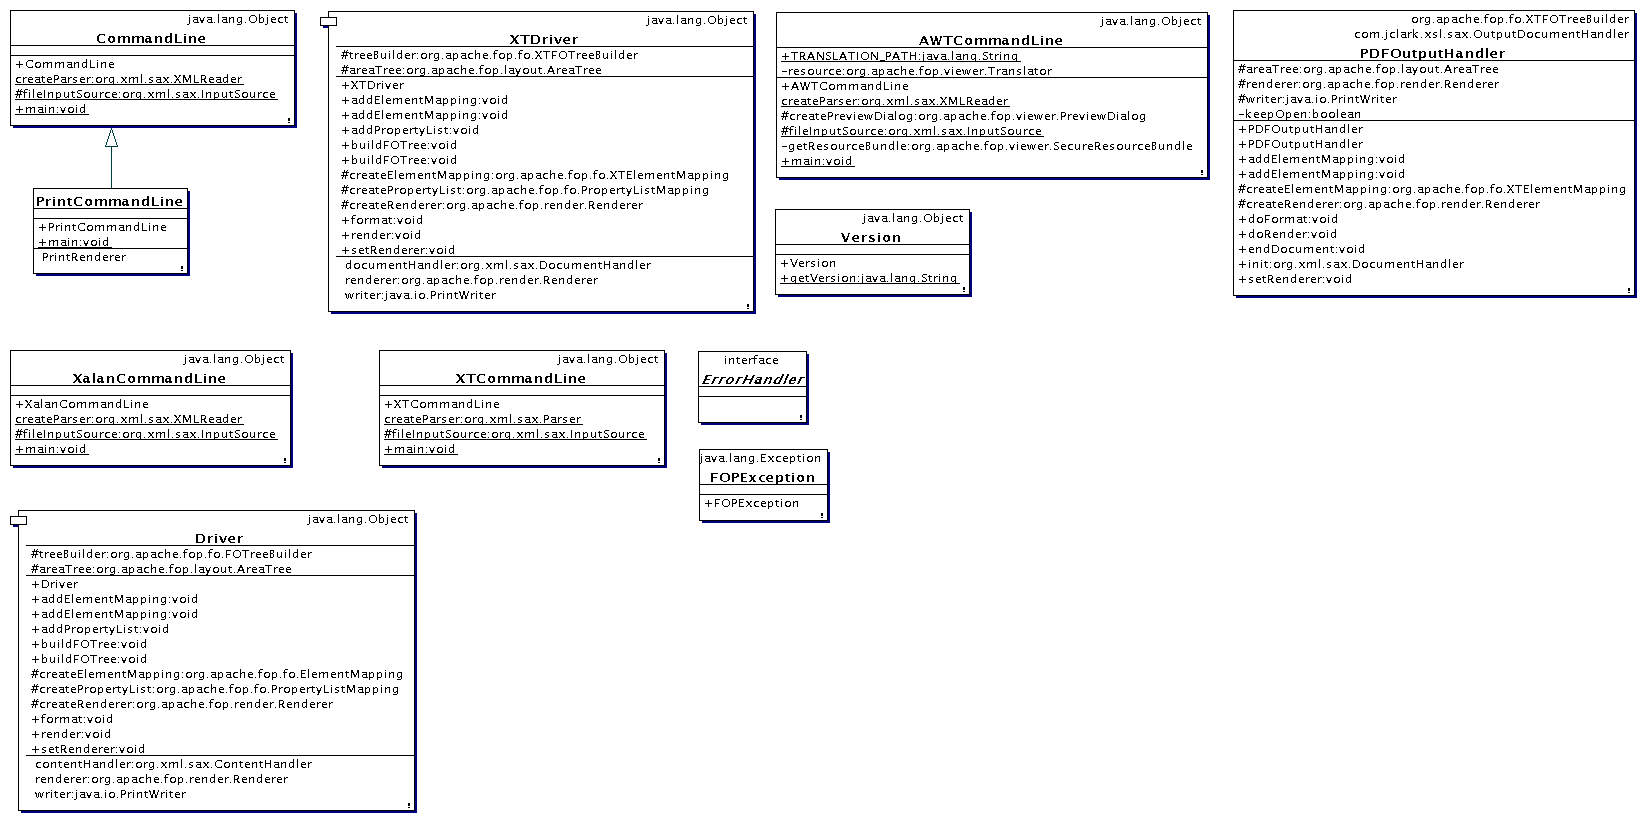 java.lang.Object
CommandLine
+CommandLine
createParser:org.xml.sax.XMLReader
#fileInputSource:org.xml.sax.InputSource
+main:void
!
PrintCommandLine
+PrintCommandLine
+main:void
PrintRenderer
!
java.lang.Object
XTDriver
#treeBuilder:org.apache.fop.fo.XTFOTreeBuilder
#areaTree:org.apache.fop.layout.AreaTree
+XTDriver
+addElementMapping:void
+addElementMapping:void
+addPropertyList:void
+buildFOTree:void
+buildFOTree:void
#createElementMapping:org.apache.fop.fo.XTElementMapping
#createPropertyList:org.apache.fop.fo.PropertyListMapping
#createRenderer:org.apache.fop.render.Renderer
+format:void
+render:void
+setRenderer:void
documentHandler:org.xml.sax.DocumentHandler
renderer:org.apache.fop.render.Renderer
writer:java.io.PrintWriter
!
java.lang.Object
AWTCommandLine
+TRANSLATION_PATH:java.lang.String
-resource:org.apache.fop.viewer.Translator
+AWTCommandLine
createParser:org.xml.sax.XMLReader
#createPreviewDialog:org.apache.fop.viewer.PreviewDialog
#fileInputSource:org.xml.sax.InputSource
-getResourceBundle:org.apache.fop.viewer.SecureResourceBundle
+main:void
!
java.lang.Object
Version
+Version
+getVersion:java.lang.String
!
org.apache.fop.fo.XTFOTreeBuilder
com.jclark.xsl.sax.OutputDocumentHandler
PDFOutputHandler
#areaTree:org.apache.fop.layout.AreaTree
#renderer:org.apache.fop.render.Renderer
#writer:java.io.PrintWriter
-keepOpen:boolean
+PDFOutputHandler
+PDFOutputHandler
+addElementMapping:void
+addElementMapping:void
#createElementMapping:org.apache.fop.fo.XTElementMapping
#createRenderer:org.apache.fop.render.Renderer
+doFormat:void
+doRender:void
+endDocument:void
+init:org.xml.sax.DocumentHandler
+setRenderer:void
!
java.lang.Object
XalanCommandLine
+XalanCommandLine
createParser:org.xml.sax.XMLReader
#fileInputSource:org.xml.sax.InputSource
+main:void
!
java.lang.Object
XTCommandLine
+XTCommandLine
createParser:org.xml.sax.Parser
#fileInputSource:org.xml.sax.InputSource
+main:void
!
interface
ErrorHandler
!
java.lang.Exception
FOPException
+FOPException
!
java.lang.Object
Driver
#treeBuilder:org.apache.fop.fo.FOTreeBuilder
#areaTree:org.apache.fop.layout.AreaTree
+Driver
+addElementMapping:void
+addElementMapping:void
+addPropertyList:void
+buildFOTree:void
+buildFOTree:void
#createElementMapping:org.apache.fop.fo.ElementMapping
#createPropertyList:org.apache.fop.fo.PropertyListMapping
#createRenderer:org.apache.fop.render.Renderer
+format:void
+render:void
+setRenderer:void
contentHandler:org.xml.sax.ContentHandler
renderer:org.apache.fop.render.Renderer
writer:java.io.PrintWriter
!